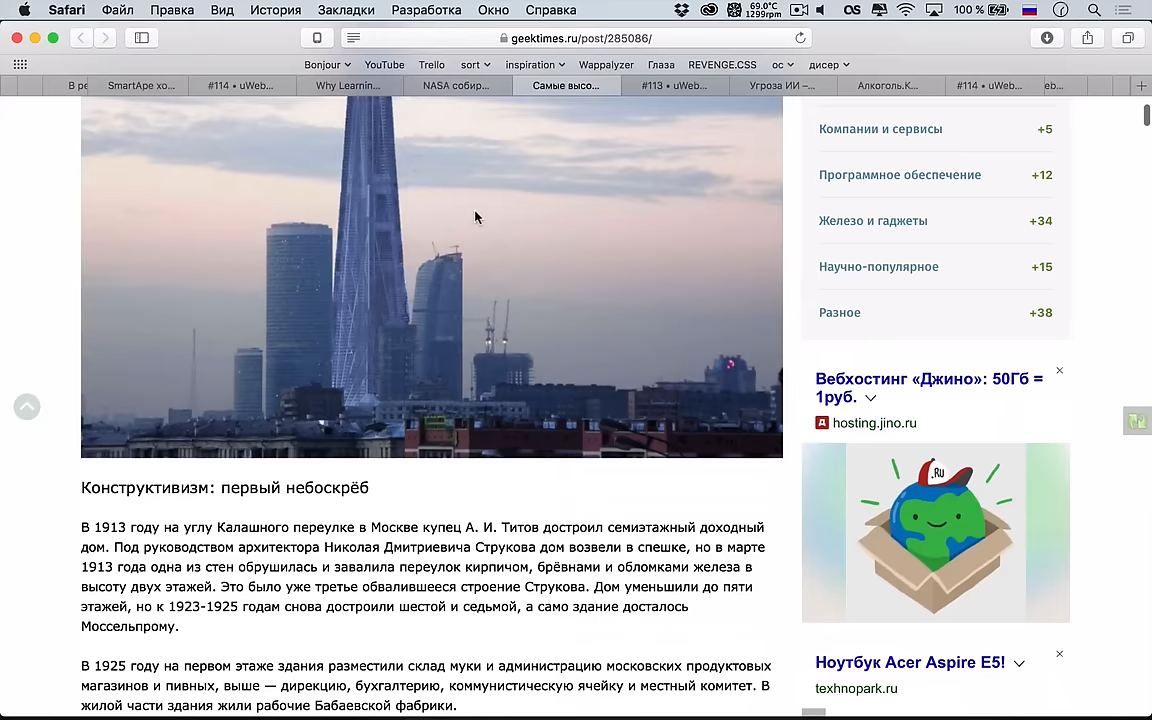 Safari Файл Правка Вид История Закладки Разработка Окно Справка
69.0°C
1299rpm
100 %
geektimes.ru/post/285086/
Bonjour YouTube Trello sort inspiration Wappalyzer Глаза REVENGE.CSS ос дисер
В ре SmartApe хо... #114 • uWeb... Why Learnin... NASA собир... Самые высо... #113 • uWeb... Угроза ИИ –... Алкоголь.К... #114 • uWeb... eb...
Компании и сервисы +5
Программное обеспечение +12
Железо и гаджеты +34
Научно-популярное +15
Разное +38
Вебхостинг «Джино»: 50Гб =
1руб.
hosting.jino.ru
.RU
Ноутбук Acer Aspire E5!
texhnopark.ru
Конструктивизм: первый небоскрёб
В 1913 году на углу Калашного переулке в Москве купец А. И. Титов достроил семиэтажный доходный
дом. Под руководством архитектора Николая Дмитриевича Струкова дом возвели в спешке, но в марте
1913 года одна из стен обрушилась и завалила переулок кирпичом, брёвнами и обломками железа в
высоту двух этажей. Это было уже третье обвалившееся строение Струкова. Дом уменьшили до пяти
этажей, но к 1923-1925 годам снова достроили шестой и седьмой, а само здание досталось
Моссельпрому.
В 1925 году на первом этаже здания разместили склад муки и администрацию московских продуктовых
магазинов и пивных, выше — дирекцию, бухгалтерию, коммунистическую ячейку и местный комитет. В
жилой части здания жили рабочие Бабаевской фабрики.